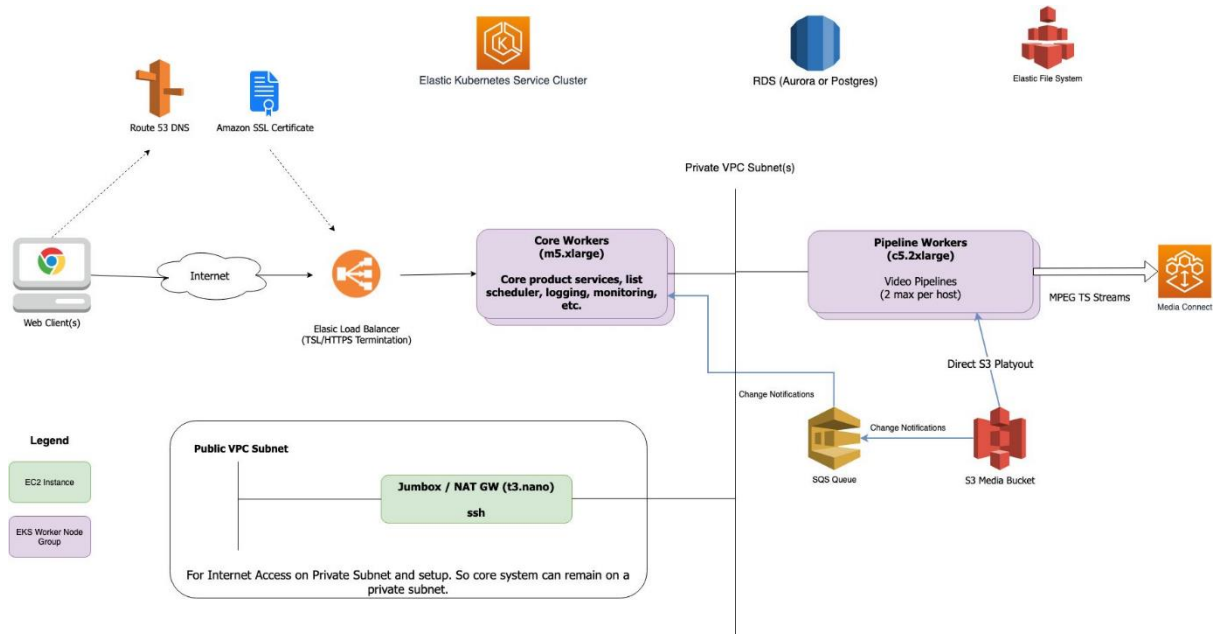 Elastic Kubernetes Service Cluster
RDS (Aurora or Postgres)
Elastic File System
Route 53 DNS
Amazon SSL Certificate
Private VPC Subnet(s)
Web Client(s)
Internet
Elasic Load Balancer
(TSL/HTTPS Termintation)
Core Workers
(m5.xlarge)
Core product services, list
scheduler, logging, monitoring,
etc.
Pipeline Workers
(c5.2xlarge)
Video Pipelines
(2 max per host)
MPEG TS Streams
Media Connect
Direct S3 Platyout
Change Notifications
Change Notifications
SQS Queue
S3 Media Bucket
Legend
EC2 Instance
EKS Worker Node
Group
Public VPC Subnet
Jumbox / NAT GW (t3.nano)
ssh
For Internet Access on Private Subnet and setup. So core system can remain on a
private subnet.